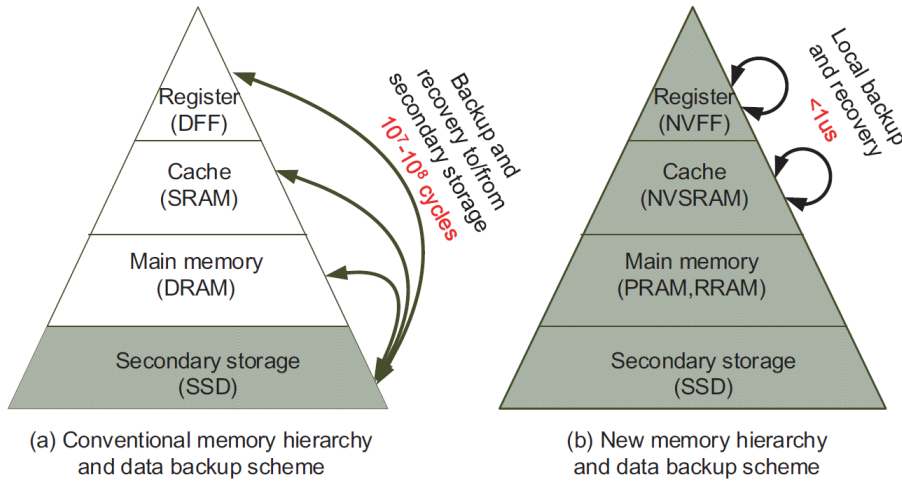 Register
(DFF)
Cache
(SRAM)
Main memory
(DRAM)
Secondary storage
(SSD)
Backup and
recovery to/from
secondary storage
10⁷-10⁸ cycles
(a) Conventional memory hierarchy
and data backup scheme
Register
(NVFF)
Cache
(NVSRAM)
Main memory
(PRAM,RRAM)
Secondary storage
(SSD)
Local backup
and recovery
<1us
(b) New memory hierarchy
and data backup scheme